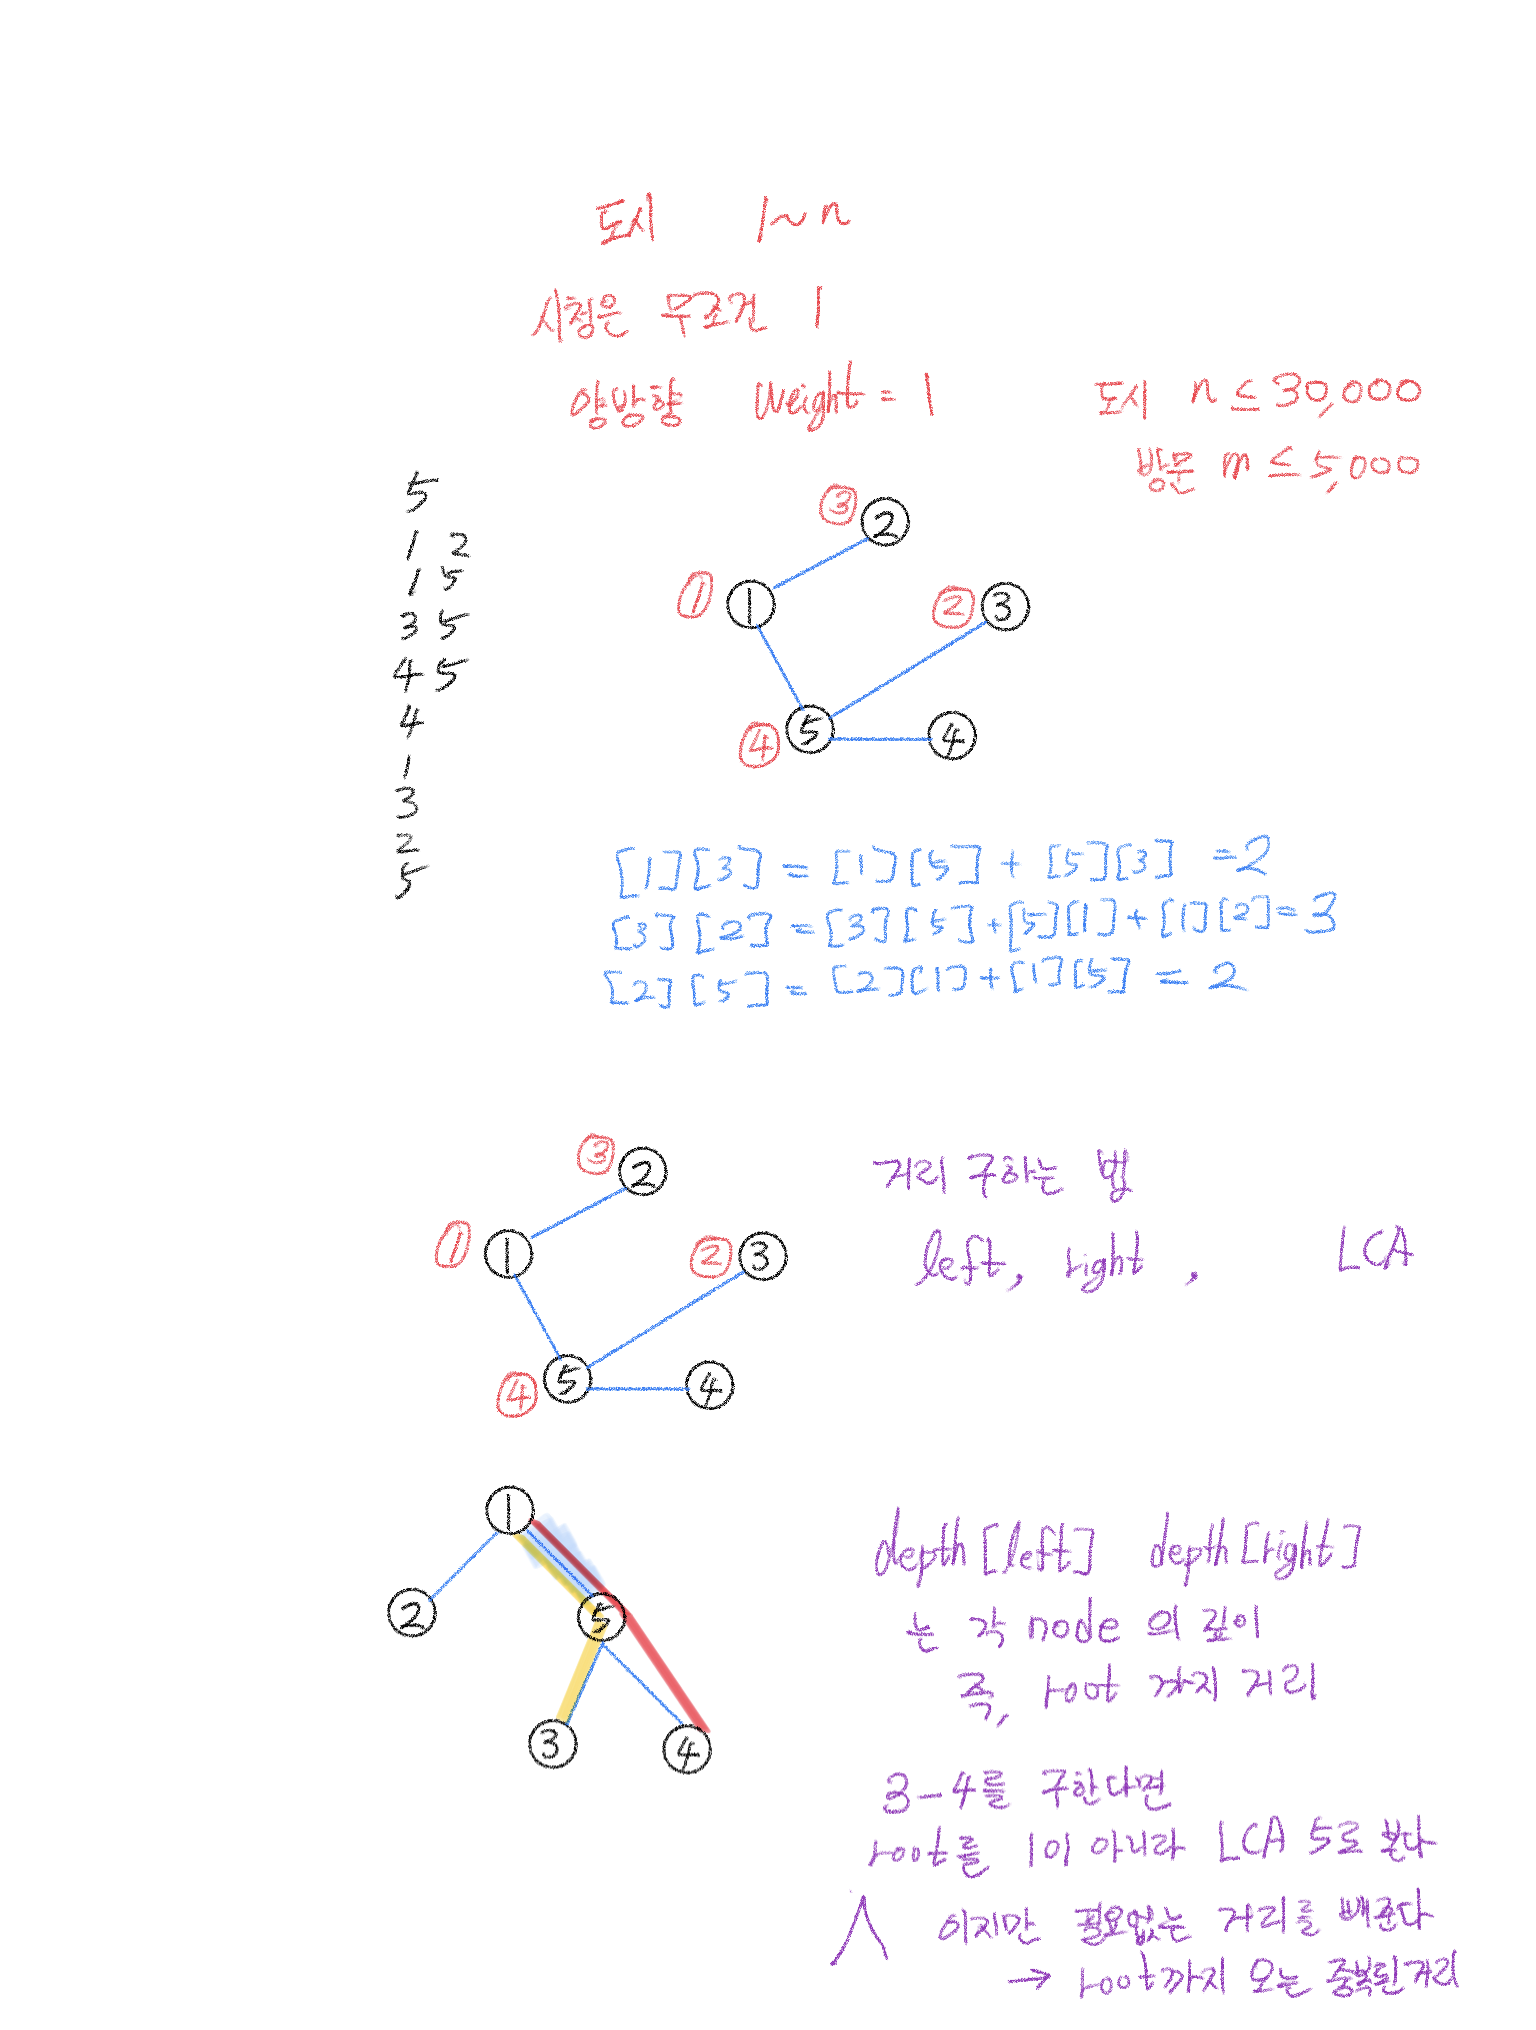 도시 1~n
시청은 무조건 1
양방향 weight = 1
도시 n ≤ 30,000
방문 m ≤ 5,000
5
1 2
1 5
3 5
4 5
4
1
3
2
5
③ ②
① ①
② ③
④ ⑤ ④
[1][3] = [1][5] + [5][3] = 2
[3][2] = [3][5] + [5][1] + [1][2] = 3
[2][5] = [2][1] + [1][5] = 2
③ ②
① ①
② ③
④ ⑤ ④
거리 구하는 법
left, right, LCA
①
② ⑤
③ ④
depth[left] depth[right]
는 각 node 의 깊이
즉, root 까지 거리
3-4를 구한다면
root를 1이 아니라 LCA 5로 본다
이지만 필요없는 거리를 빼준다
→ root까지 오는 중복된거리